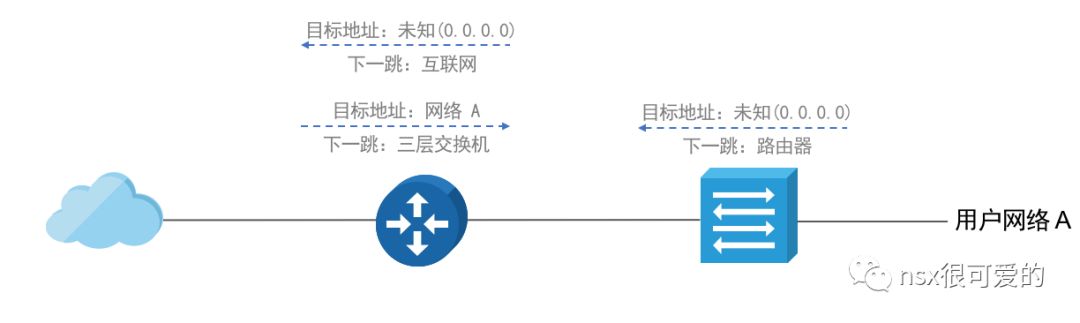 目标地址：未知(0.0.0.0)
下一跳：互联网
目标地址：网络 A
下一跳：三层交换机
目标地址：未知(0.0.0.0)
下一跳：路由器
用户网络 A
nsx很可爱的